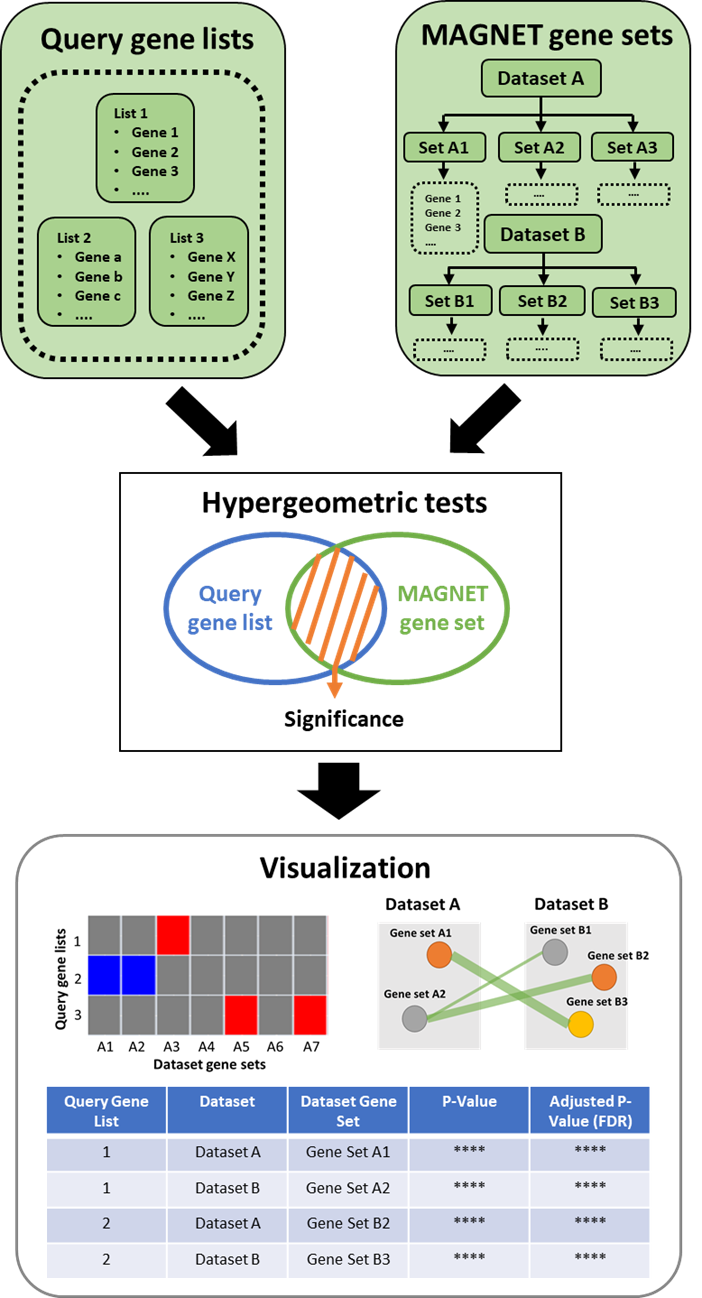 Query gene lists
List 1
• Gene 1
• Gene 2
• Gene 3
• ....
List 2
• Gene a
• Gene b
• Gene c
• ....
List 3
• Gene X
• Gene Y
• Gene Z
• ....
MAGNET gene sets
Dataset A
Set A1
Set A2
Set A3
Gene 1
Gene 2
Gene 3
....
....
....
Dataset B
Set B1
Set B2
Set B3
....
....
....
Hypergeometric tests
Query
gene list
MAGNET
gene set
Significance
Visualization
Query gene lists
1
2
3
A1 A2 A3 A4 A5 A6 A7
Dataset gene sets
Dataset A
Dataset B
Gene set A1
Gene set A2
Gene set B1
Gene set B2
Gene set B3
Query Gene List Dataset Dataset Gene Set P-Value Adjusted P-Value (FDR)
1 Dataset A Gene Set A1 **** ****
1 Dataset B Gene Set A2 **** ****
2 Dataset A Gene Set B2 **** ****
2 Dataset B Gene Set B3 **** ****